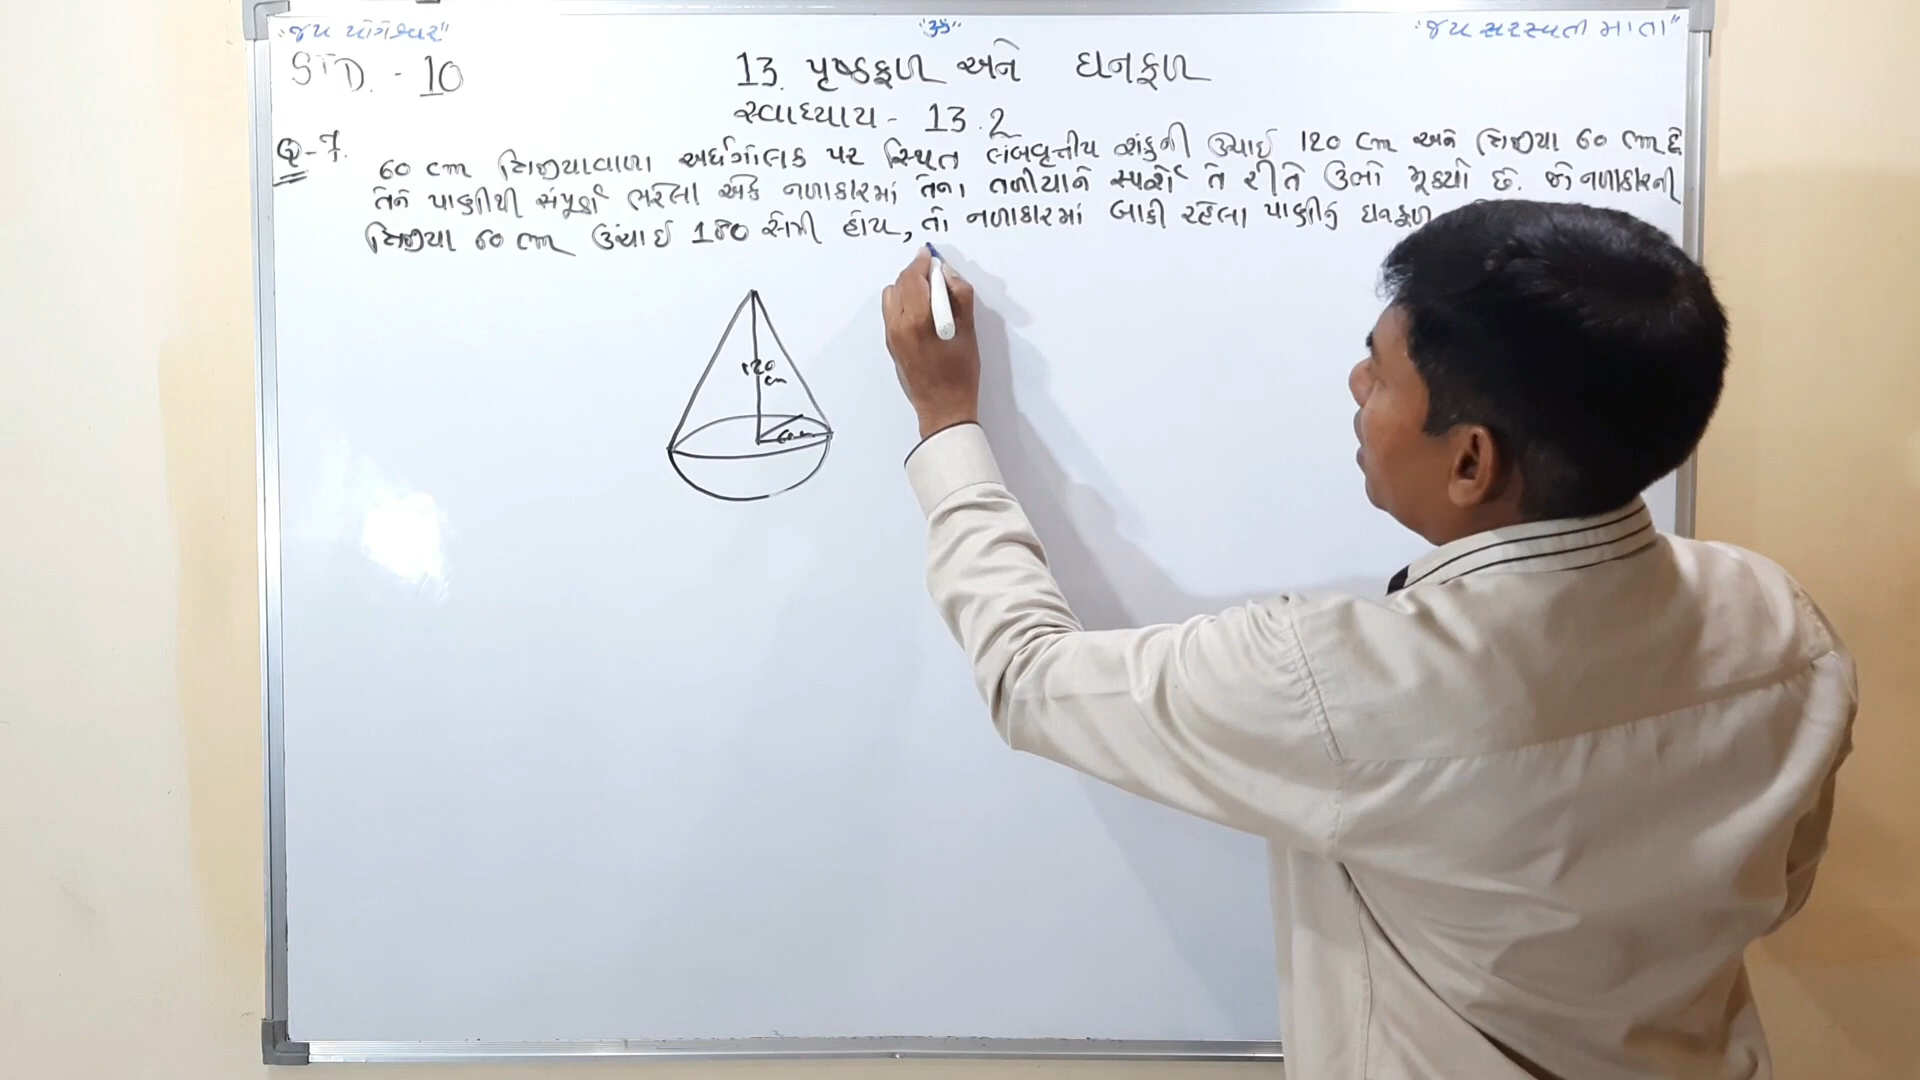 "જય યોગેશ્વર"
"ૐ"
"જય સરસ્વતી માતા"
STD. - 10
13. પૃષ્ઠફળ અને ઘનફળ
સ્વાધ્યાય - 13.2
Q-7.
60 cm ત્રિજ્યાવાળા અર્ધગોલક પર સ્થિત લંબવૃત્તીય શંકુની ઉંચાઈ 120 cm અને ત્રિજ્યા 60 cm છે
તેને પાણીથી સંપૂર્ણ ભરેલા એક નળાકારમાં તેના તળીયાને સ્પર્શે તે રીતે ઉભો મૂક્યો છે. જો નળાકારની
ત્રિજ્યા 60 cm ઉંચાઈ 180 સેમી હોય, તો નળાકારમાં બાકી રહેલા પાણીનું ઘનફળ
120
cm
60 cm